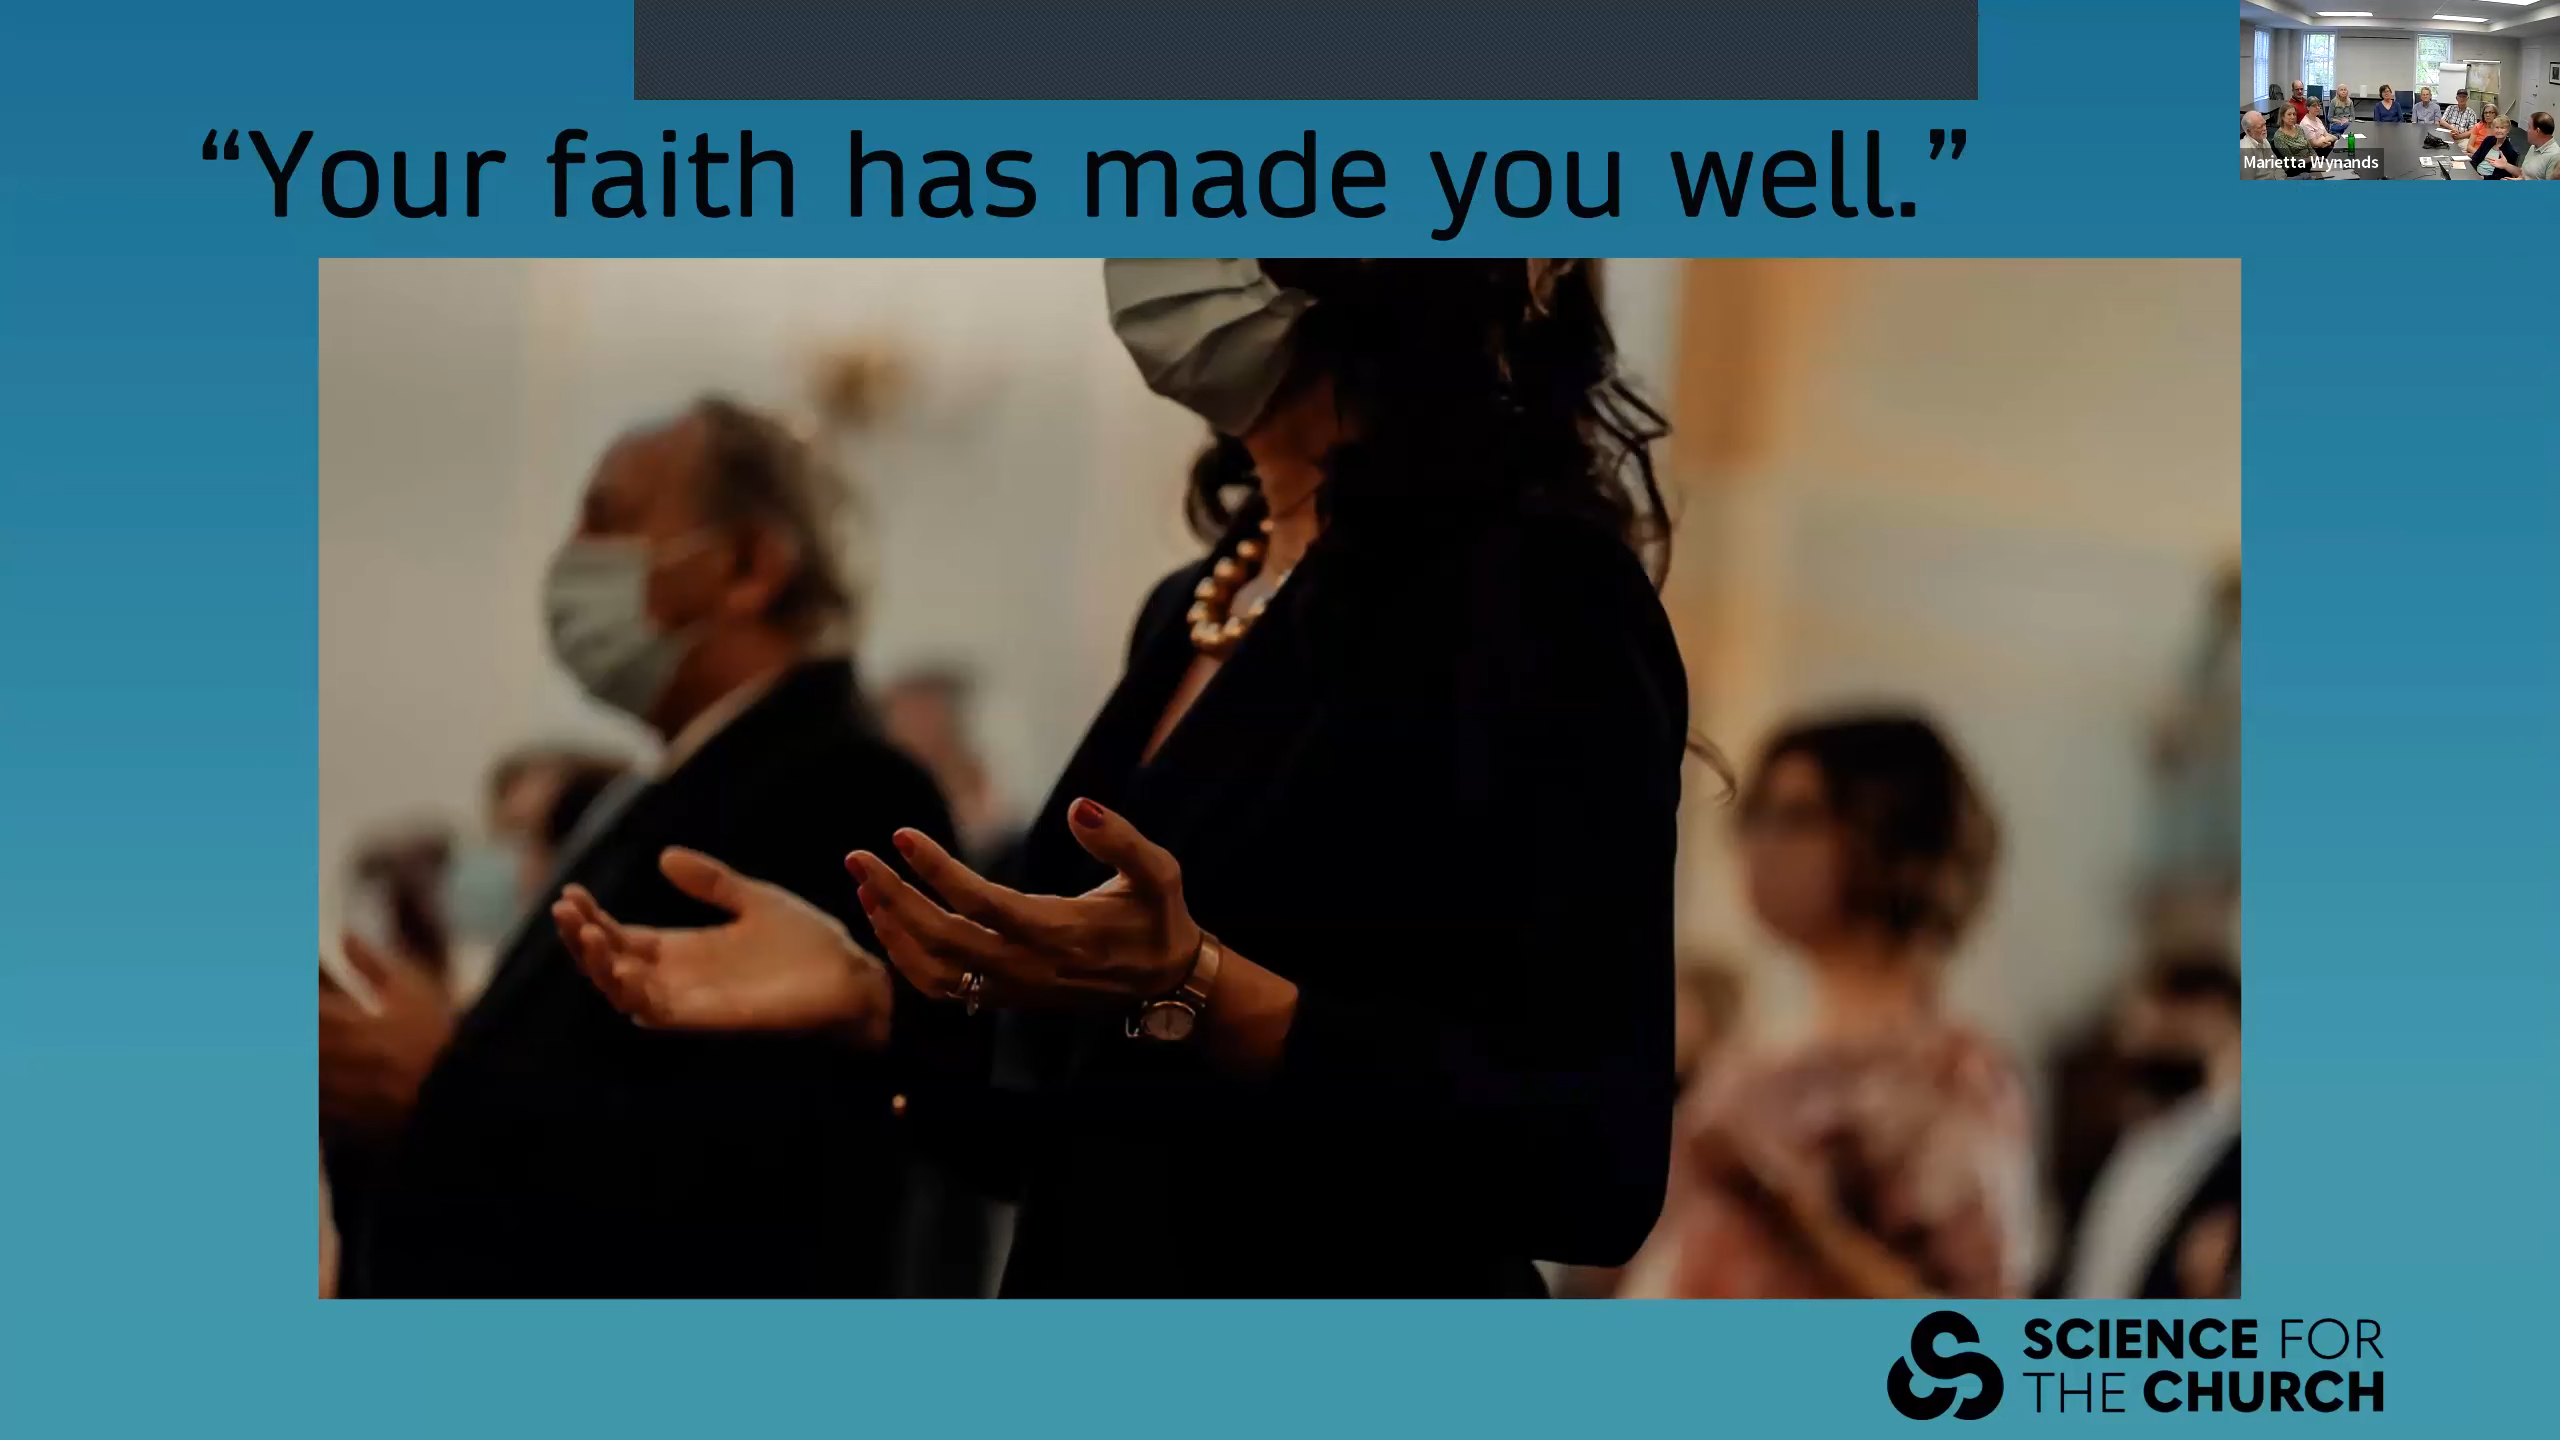 “Your faith has made you well.”
Marietta Wynands
SCIENCE FOR
THE CHURCH